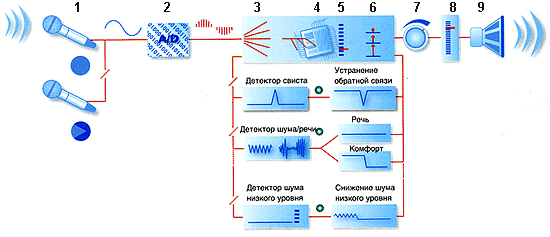 1 2 3 4 5 6 7 8 9
A/D
Детектор свиста
Устранение
обратной связи
Детектор шума/речи
Речь
Комфорт
Детектор шума
низкого уровня
Снижение шума
низкого уровня